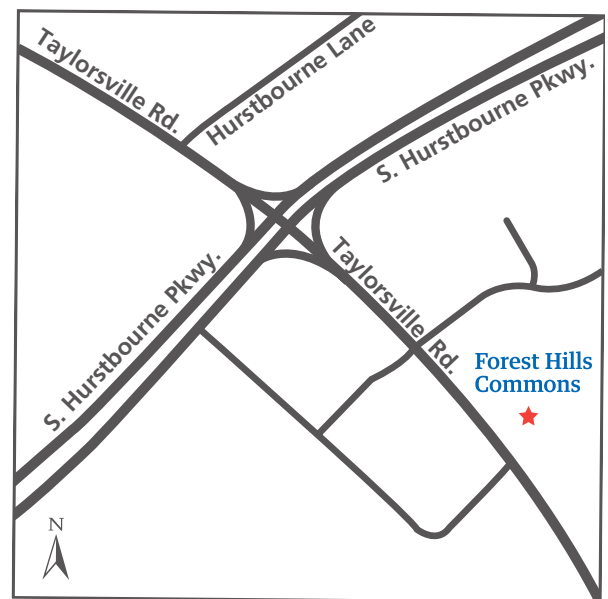 Taylorsville Rd.
Hurstbourne Lane
S. Hurstbourne Pkwy.
S. Hurstbourne Pkwy.
Taylorsville Rd.
Forest Hills
Commons
N